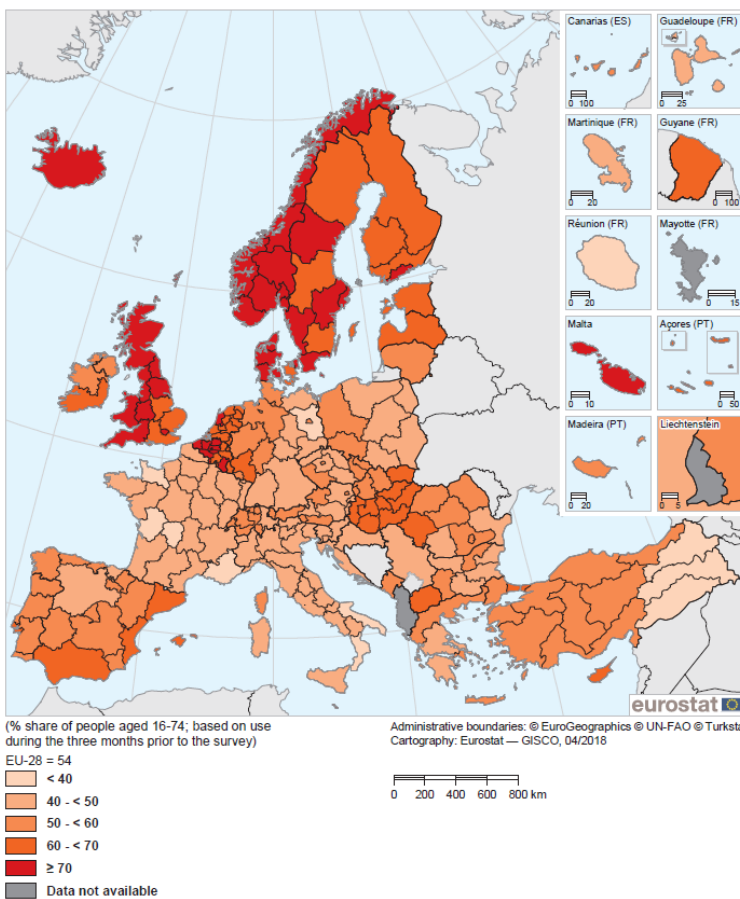 Canarias (ES)
0 100
Guadeloupe (FR)
0 25
Martinique (FR)
0 20
Guyane (FR)
0 100
Réunion (FR)
0 20
Mayotte (FR)
0 15
Malta
0 10
Açores (PT)
0 50
Madeira (PT)
0 20
Liechtenstein
0 5
eurostat
(% share of people aged 16-74; based on use
during the three months prior to the survey)
Administrative boundaries: © EuroGeographics © UN-FAO © Turksta
Cartography: Eurostat — GISCO, 04/2018
EU-28 = 54
< 40
40 - < 50
50 - < 60
60 - < 70
≥ 70
Data not available
0 200 400 600 800 km